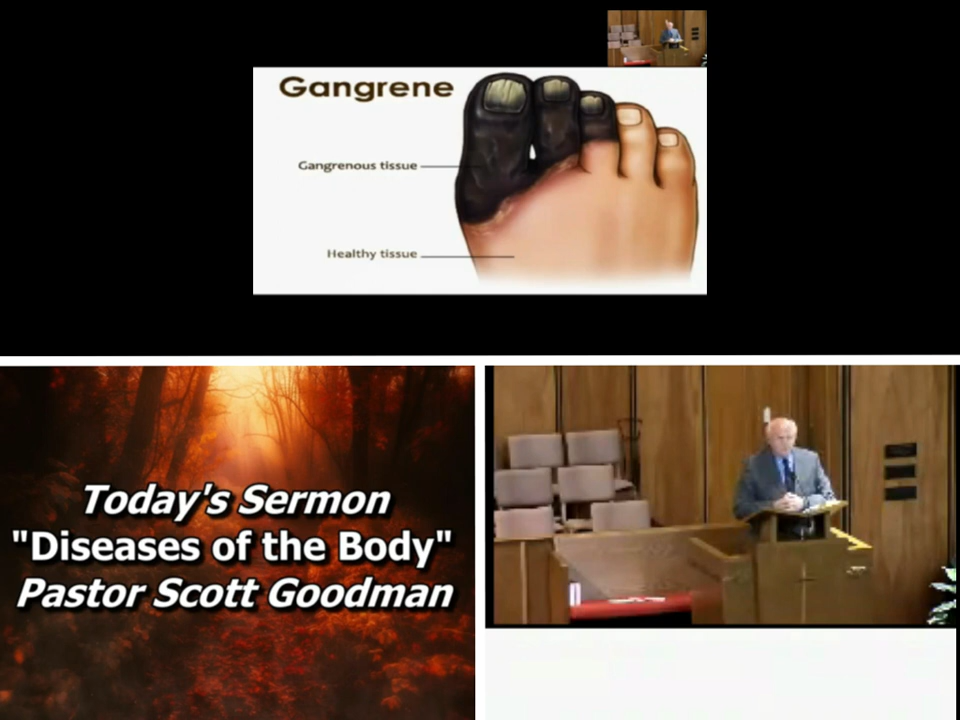 Gangrene
Gangrenous tissue
Healthy tissue
Today's Sermon
"Diseases of the Body"
Pastor Scott Goodman